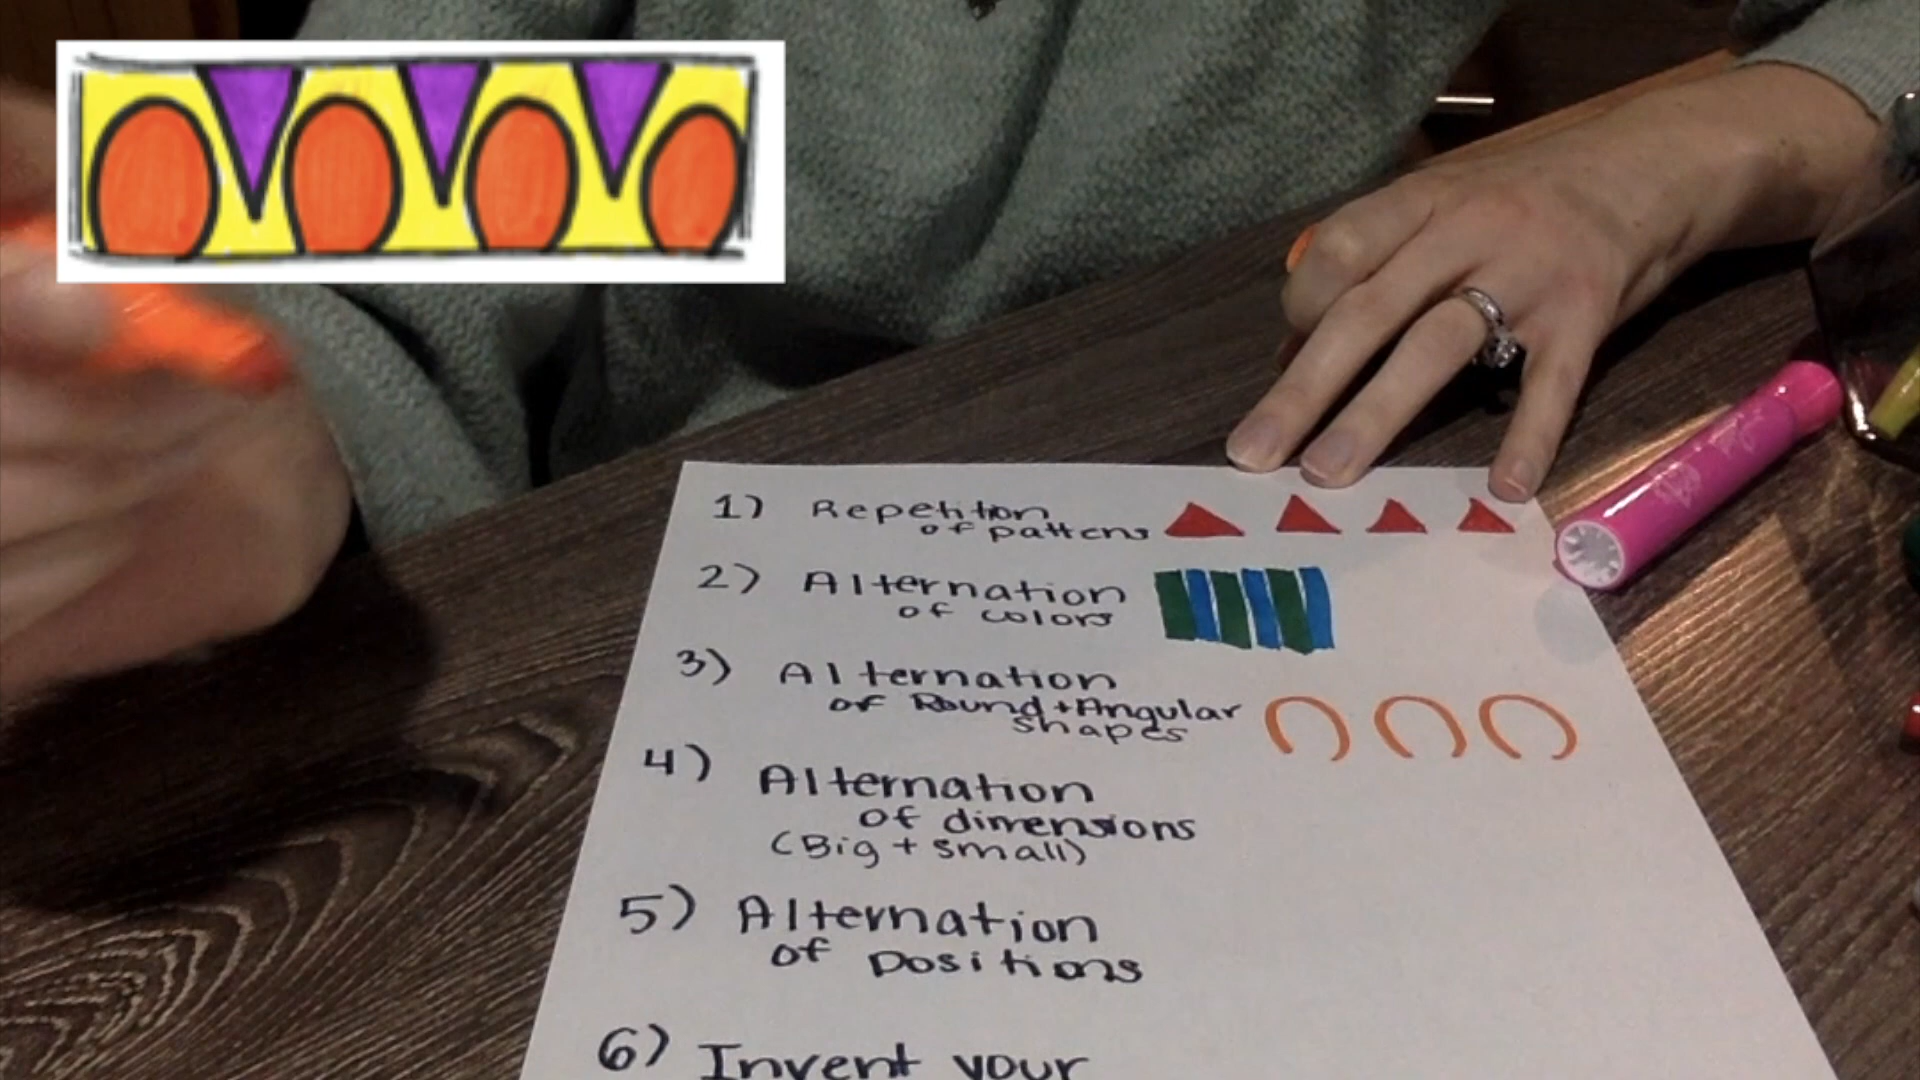 1) Repetition
of pattens
2) Alternation
of colors
3) Alternation
of Round + Angular
shapes
4) Alternation
of dimensions
(Big + small)
5) Alternation
of positions
6) Invent your